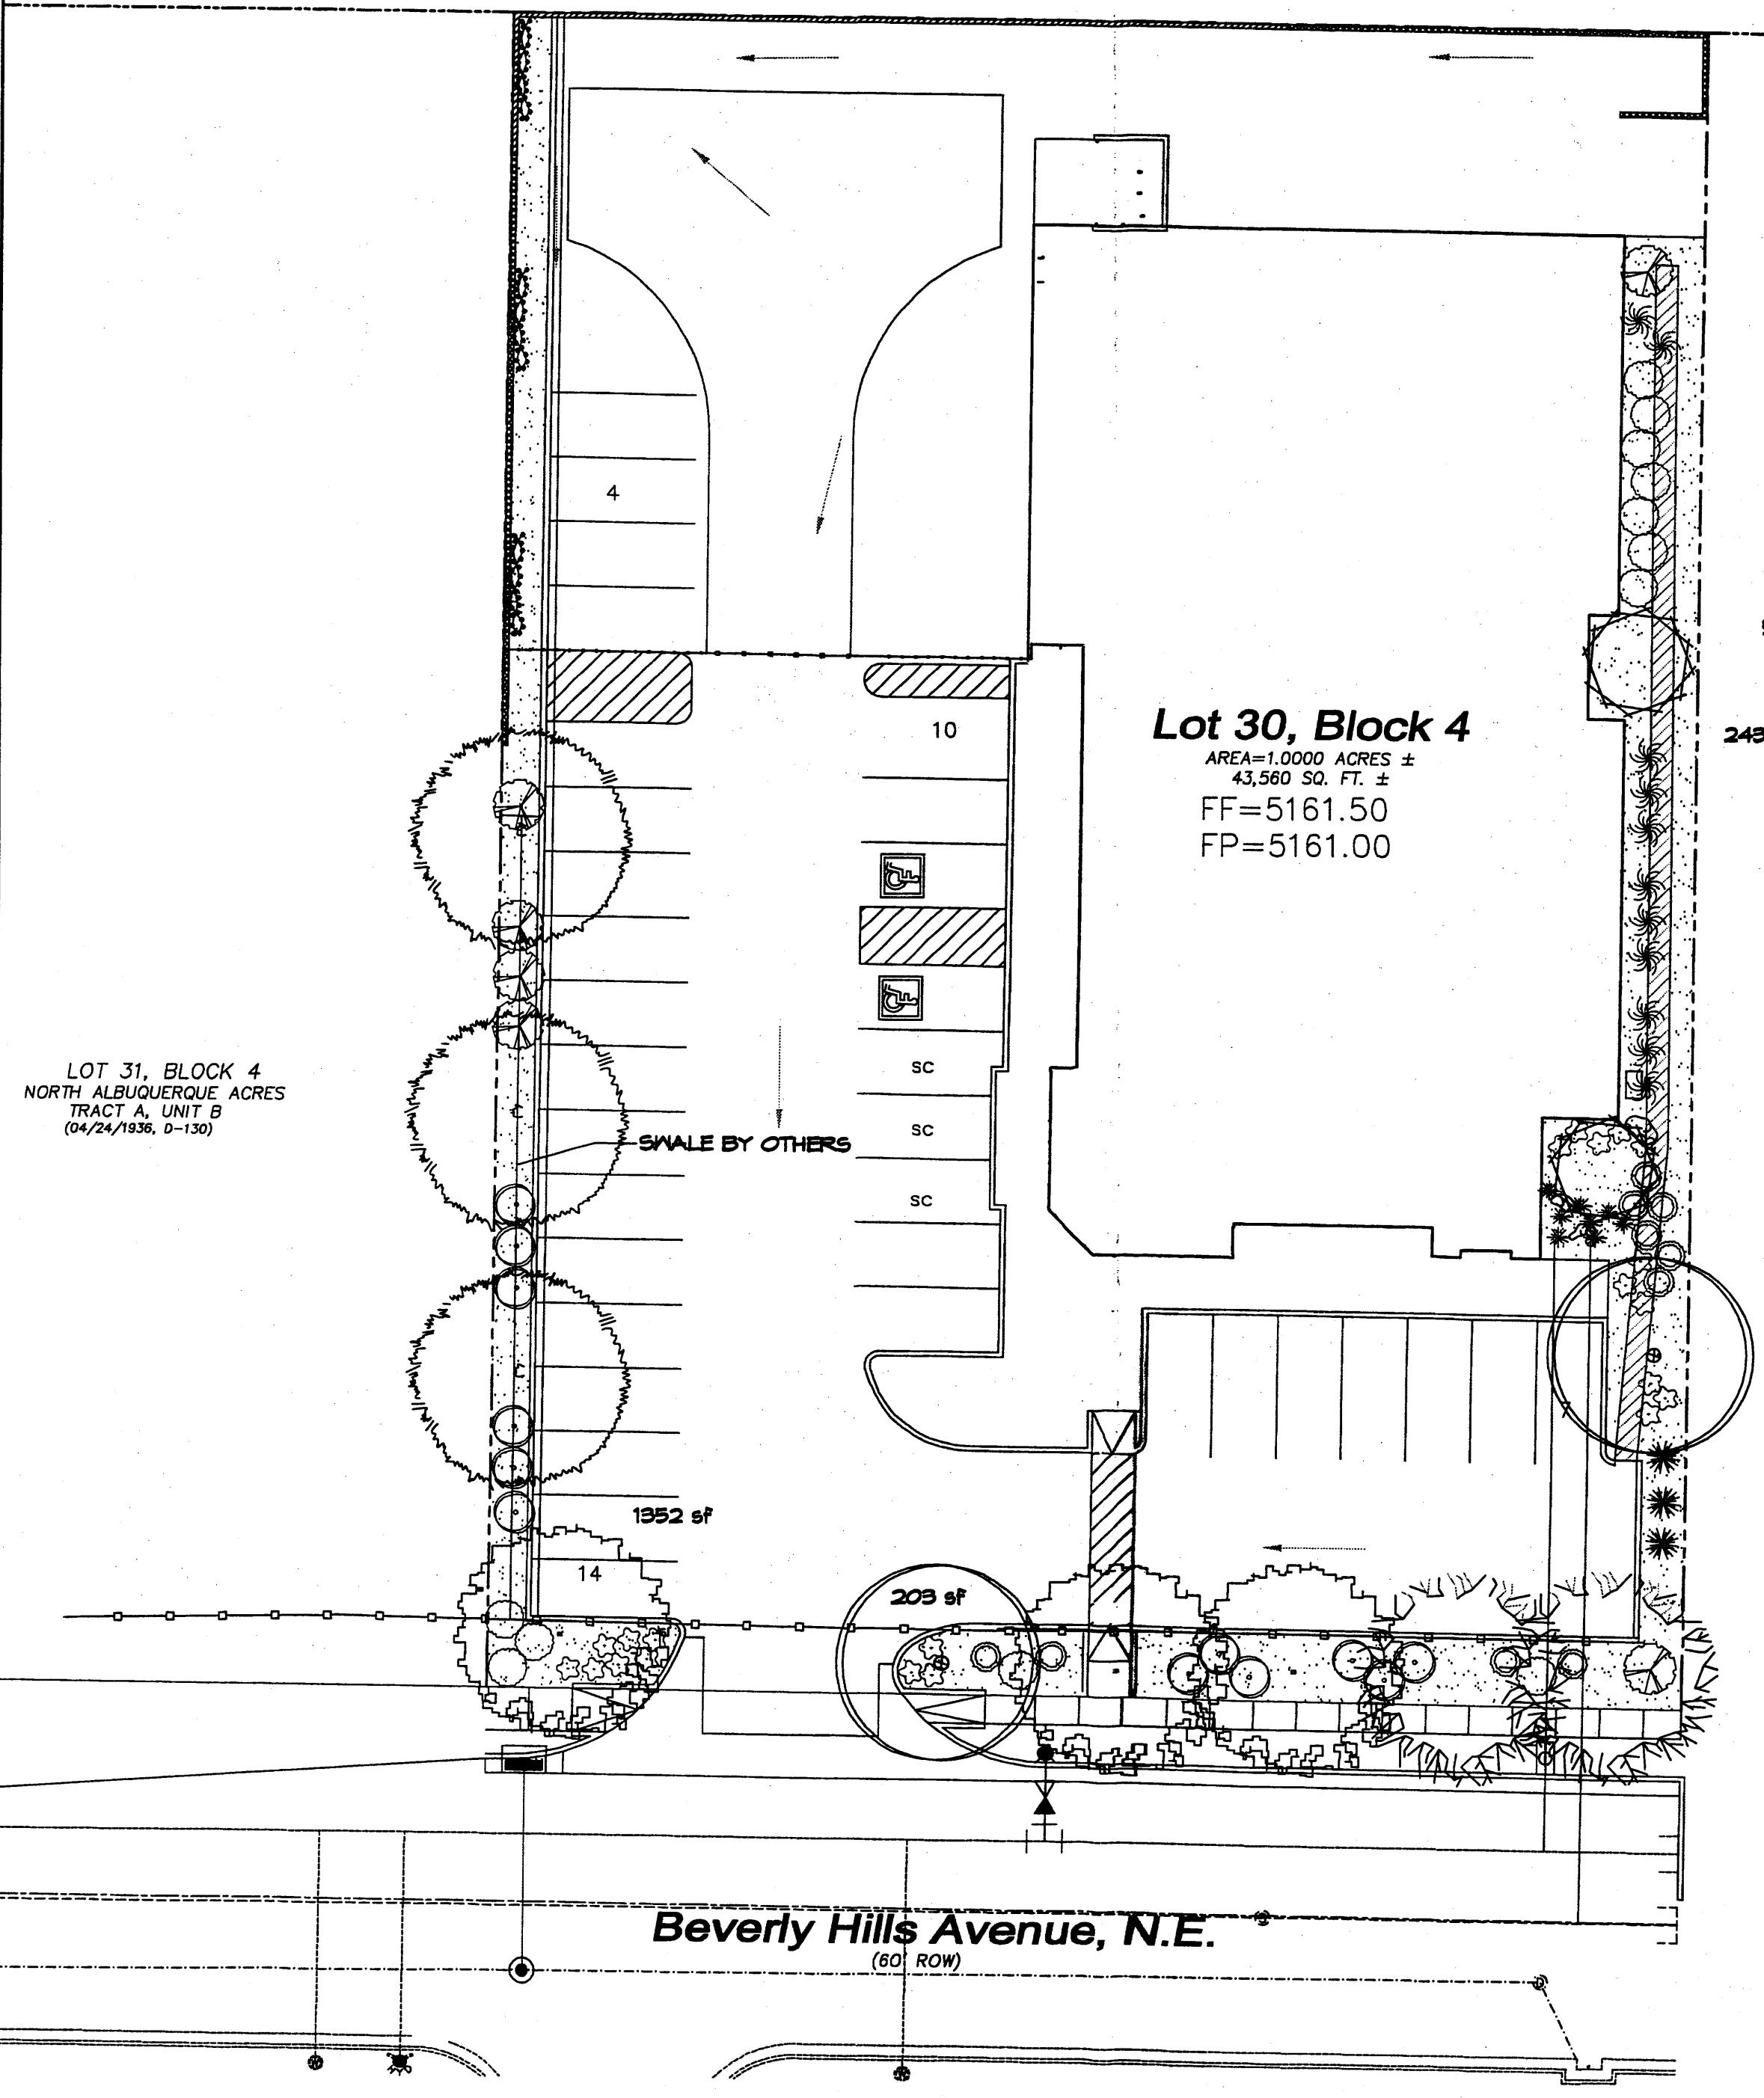 4
10
Lot 30, Block 4
AREA=1.0000 ACRES ±
43,560 SQ. FT. ±
FF=5161.50
FP=5161.00
243
LOT 31, BLOCK 4
NORTH ALBUQUERQUE ACRES
TRACT A, UNIT B
(04/24/1936, D-130)
SC
SWALE BY OTHERS
SC
SC
7
1352 sf
14
203 sf
Beverly Hills Avenue, N.E.
(60' ROW)